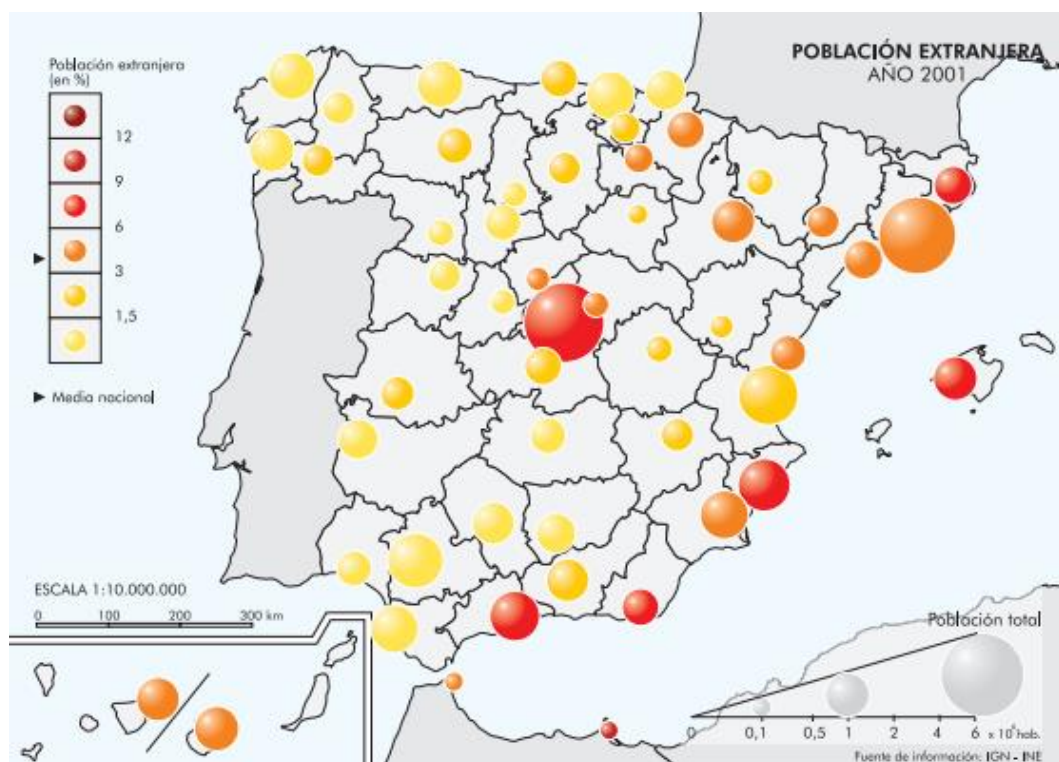 POBLACIÓN EXTRANJERA
AÑO 2001
Población extranjera
(en %)
12
9
6
3
1,5
Media nacional
ESCALA 1:10.000.000
0 100 200 300 km
Población total
0 0,1 0,5 1 2 4 6 x 10⁶ hab.
Fuente de información: IGN - INE